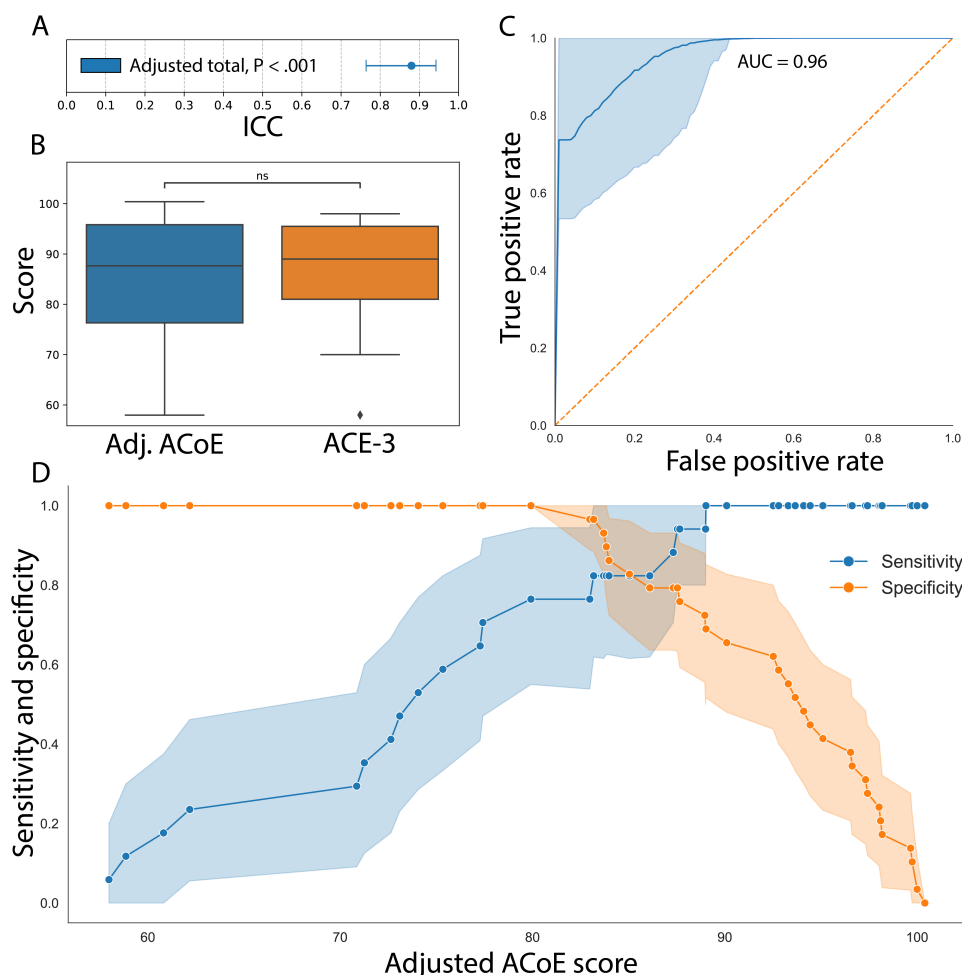 A
Adjusted total, P < .001
0.0 0.1 0.2 0.3 0.4 0.5 0.6 0.7 0.8 0.9 1.0
ICC
B
ns
100
90
80
70
60
Score
Adj. ACoE ACE-3
C
AUC = 0.96
1.0
0.8
0.6
0.4
0.2
0.0
True positive rate
0.0 0.2 0.4 0.6 0.8 1.0
False positive rate
D
1.0
0.8
0.6
0.4
0.2
0.0
Sensitivity and specificity
Sensitivity
Specificity
60 70 80 90 100
Adjusted ACoE score